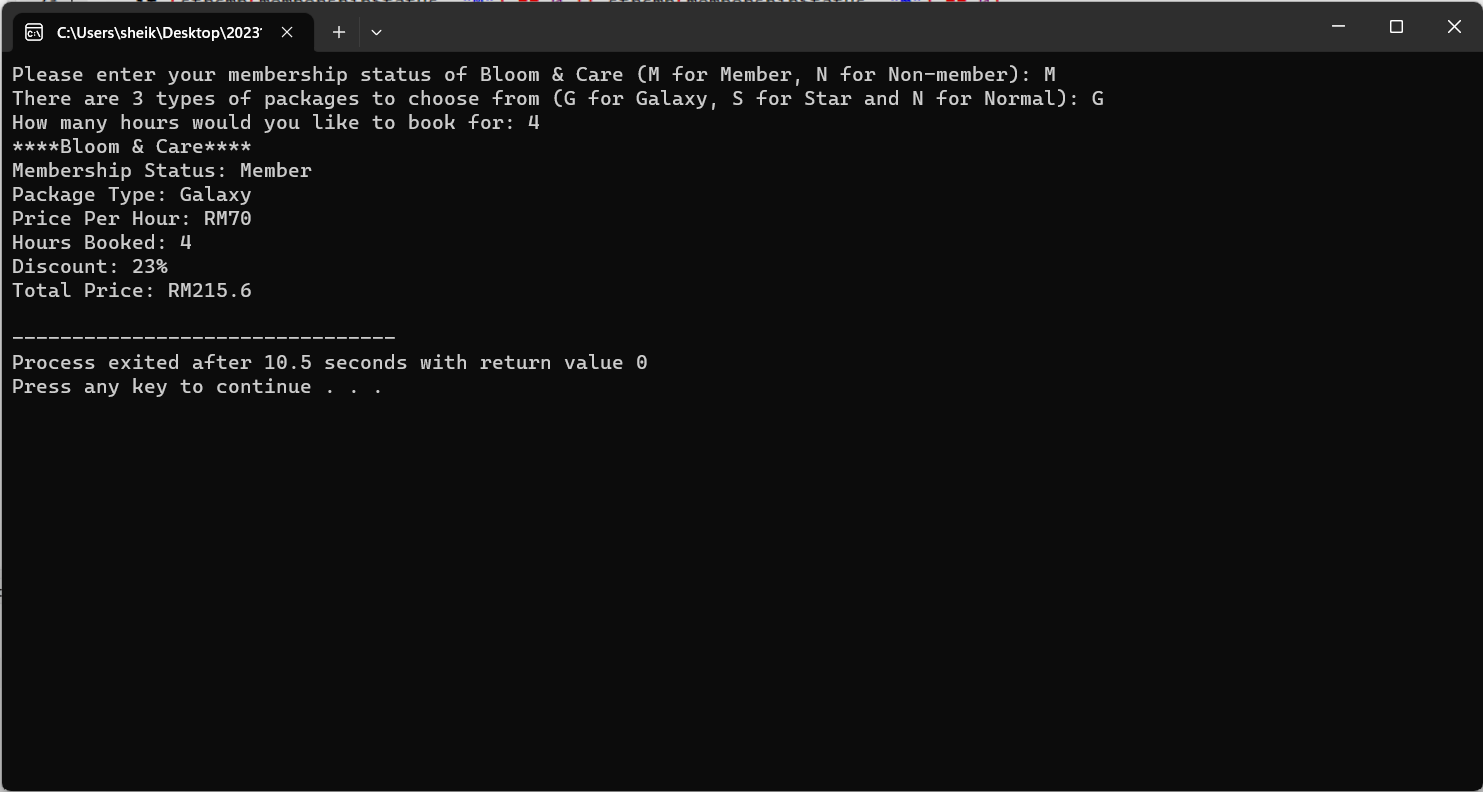 C:\Users\sheik\Desktop\2023
Please enter your membership status of Bloom & Care (M for Member, N for Non-member): M
There are 3 types of packages to choose from (G for Galaxy, S for Star and N for Normal): G
How many hours would you like to book for: 4
****Bloom & Care****
Membership Status: Member
Package Type: Galaxy
Price Per Hour: RM70
Hours Booked: 4
Discount: 23%
Total Price: RM215.6
--------------------------------
Process exited after 10.5 seconds with return value 0
Press any key to continue . . .